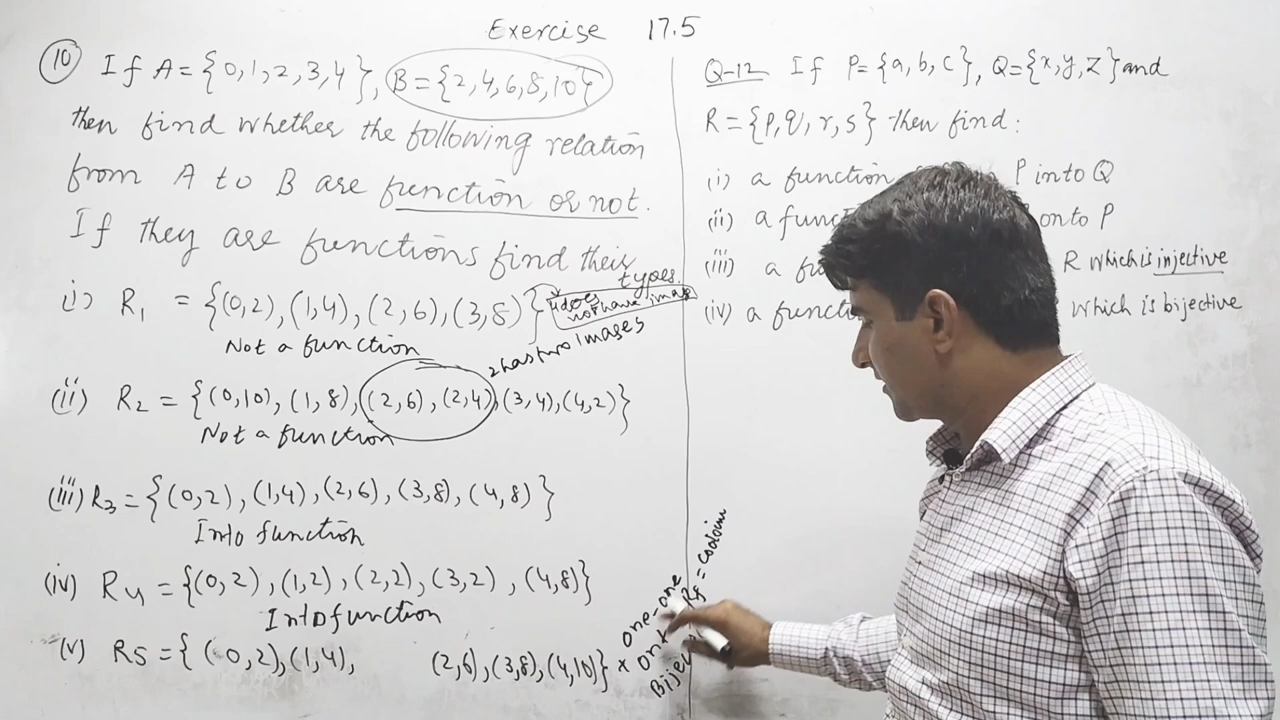 Exercise 17.5
(10) If A = {0,1,2,3,4}, B = {2,4,6,8,10}
then find whether the following relation
from A to B are function or not.
If they are functions find their
types.
(i) R₁ = {(0,2),(1,4),(2,6),(3,8)}
4 does not have image
Not a function
2 has two images
(ii) R₂ = {(0,10),(1,8),(2,6),(2,4),(3,4),(4,2)}
Not a function
(iii) R₃ = {(0,2),(1,4),(2,6),(3,8),(4,8)}
Into function
(iv) R₄ = {(0,2),(1,2),(2,2),(3,2),(4,8)}
Into function
(v) R5 = {(0,2),(1,4), (2,6),(3,8),(4,10)}
one-one
= codom
Q-12 If P = {a,b,c}, Q = {x,y,z} and
R = {p,q,r,s} then find:
(i) a function P into Q
(ii) a onto P
(iii) a R which is injective
(iv) a which is bijective